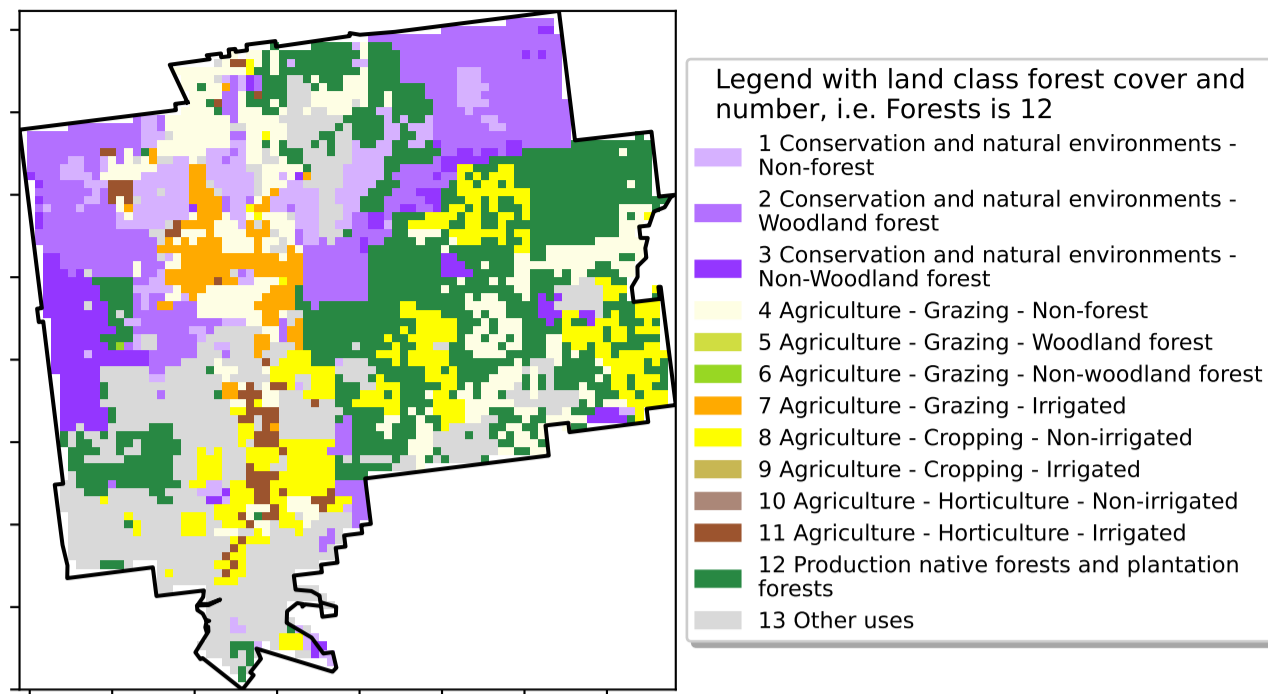 Legend with land class forest cover and
number, i.e. Forests is 12
1 Conservation and natural environments -
Non-forest
2 Conservation and natural environments -
Woodland forest
3 Conservation and natural environments -
Non-Woodland forest
4 Agriculture - Grazing - Non-forest
5 Agriculture - Grazing - Woodland forest
6 Agriculture - Grazing - Non-woodland forest
7 Agriculture - Grazing - Irrigated
8 Agriculture - Cropping - Non-irrigated
9 Agriculture - Cropping - Irrigated
10 Agriculture - Horticulture - Non-irrigated
11 Agriculture - Horticulture - Irrigated
12 Production native forests and plantation
forests
13 Other uses